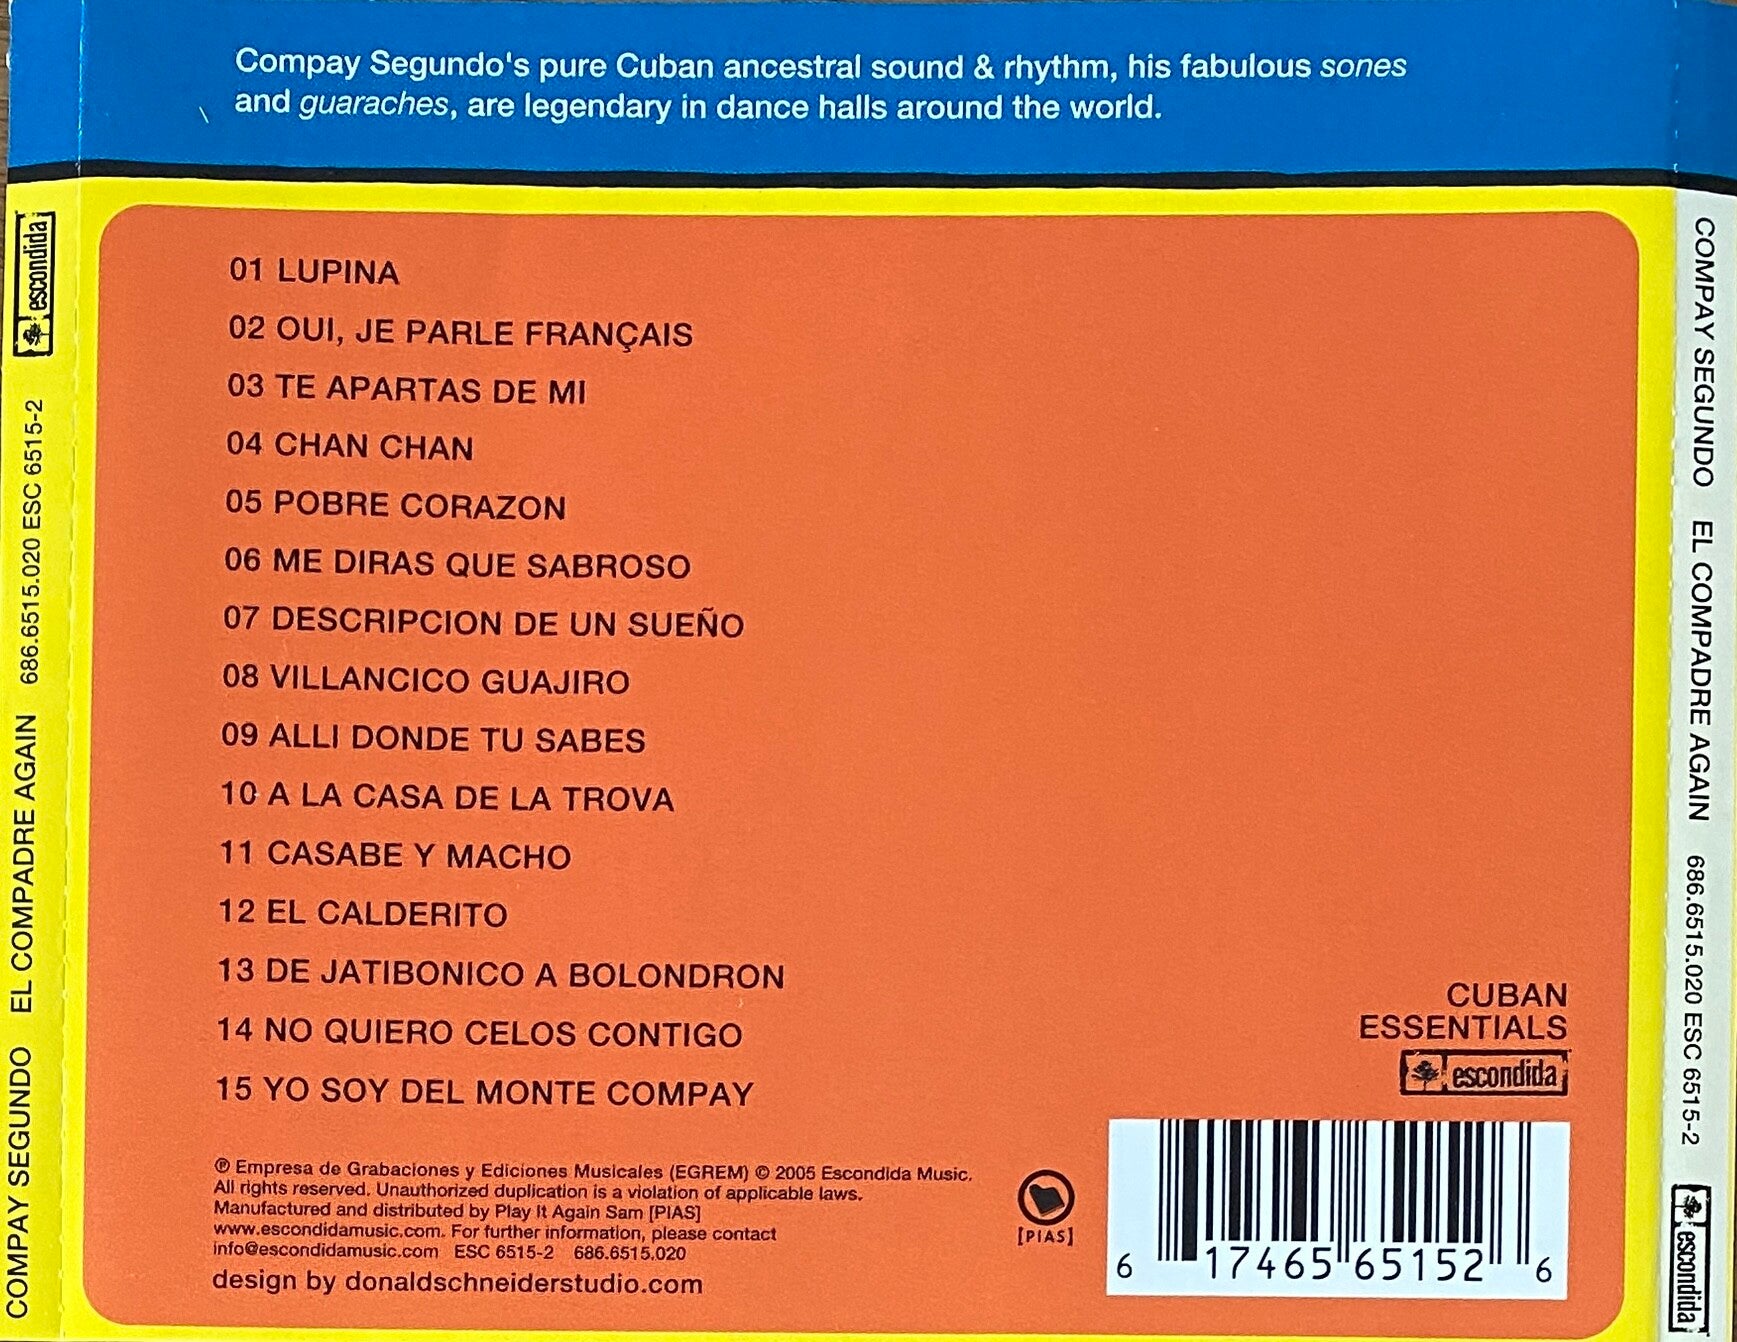 Compay Segundo's pure Cuban ancestral sound & rhythm, his fabulous sones
and guaraches, are legendary in dance halls around the world.
01 LUPINA
02 OUI, JE PARLE FRANÇAIS
03 TE APARTAS DE MI
04 CHAN CHAN
05 POBRE CORAZON
06 ME DIRAS QUE SABROSO
07 DESCRIPCION DE UN SUEÑO
08 VILLANCICO GUAJIRO
09 ALLI DONDE TU SABES
10 A LA CASA DE LA TROVA
11 CASABE Y MACHO
12 EL CALDERITO
13 DE JATIBONICO A BOLONDRON
14 NO QUIERO CELOS CONTIGO
15 YO SOY DEL MONTE COMPAY
℗ Empresa de Grabaciones y Ediciones Musicales (EGREM) © 2005 Escondida Music.
All rights reserved. Unauthorized duplication is a violation of applicable laws.
Manufactured and distributed by Play It Again Sam [PIAS]
www.escondidamusic.com. For further information, please contact
info@escondidamusic.com ESC 6515-2 686.6515.020
design by donaldschneiderstudio.com
[PIAS]
CUBAN
ESSENTIALS
escondida
6 17465 65152 6
COMPAY SEGUNDO EL COMPADRE AGAIN 686.6515.020 ESC 6515-2 escondida
COMPAY SEGUNDO EL COMPADRE AGAIN 686.6515.020 ESC 6515-2 escondida